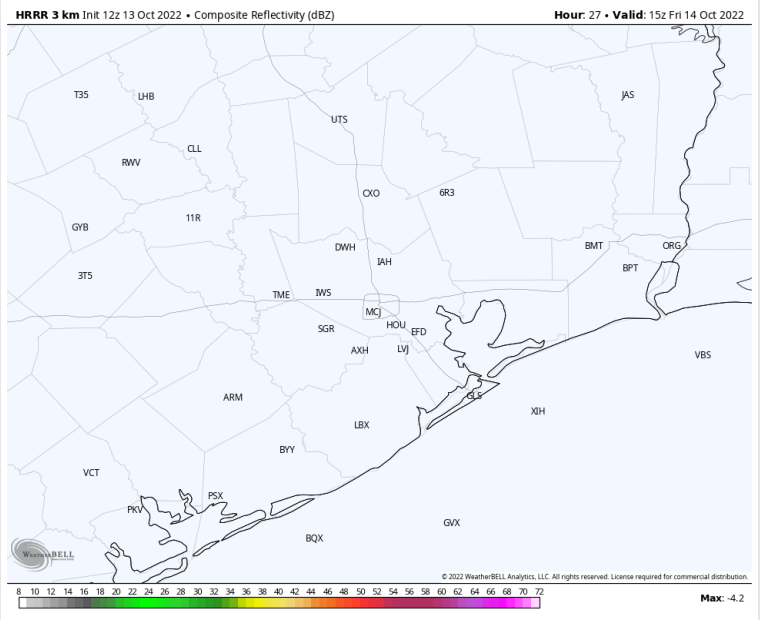 HRRR 3 km Init 12z 13 Oct 2022 • Composite Reflectivity (dBZ)
Hour: 27 • Valid: 15z Fri 14 Oct 2022
T35
LHB
JAS
UTS
CLL
RWV
CXO
6R3
11R
GYB
DWH
BMT
ORG
IAH
BPT
3T5
TME
IWS
MCJ
SGR
HOU
EFD
AXH
LVJ
VBS
ARM
GLS
XIH
LBX
BYY
VCT
PSX
PKV
GVX
BQX
WEATHERBELL
© 2022 WeatherBELL Analytics, LLC. All rights reserved. License required for commercial distribution.
8 10 12 14 16 18 20 22 24 26 28 30 32 34 36 38 40 42 44 46 48 50 52 54 56 58 60 62 64 66 68 70 72
Max: -4.2